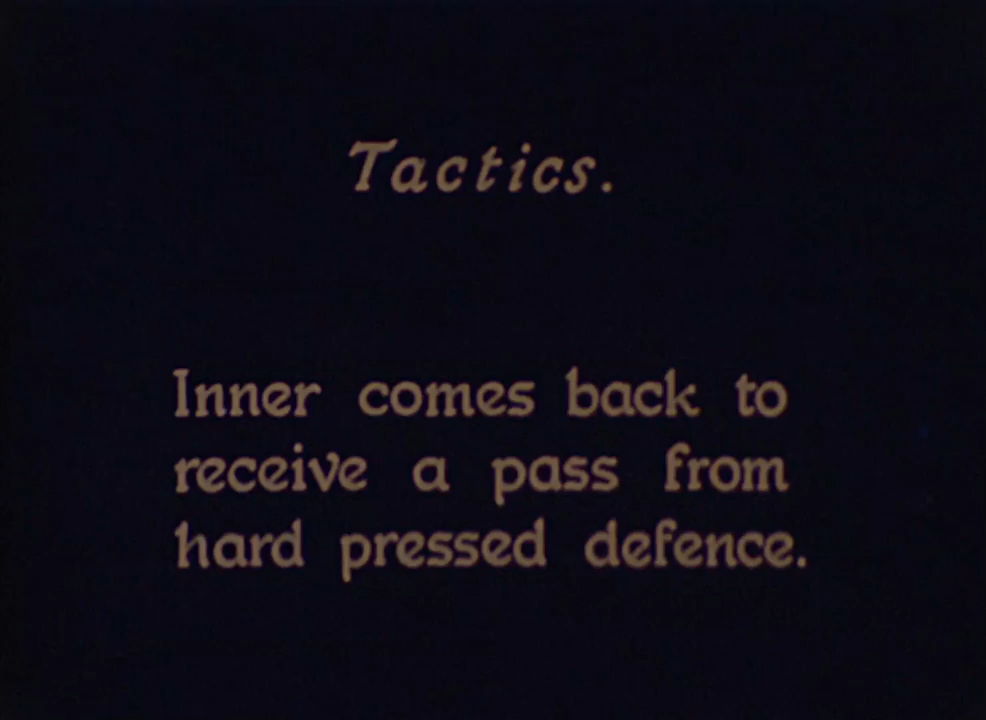 Tactics.
Inner comes back to
receive a pass from
hard pressed defence.